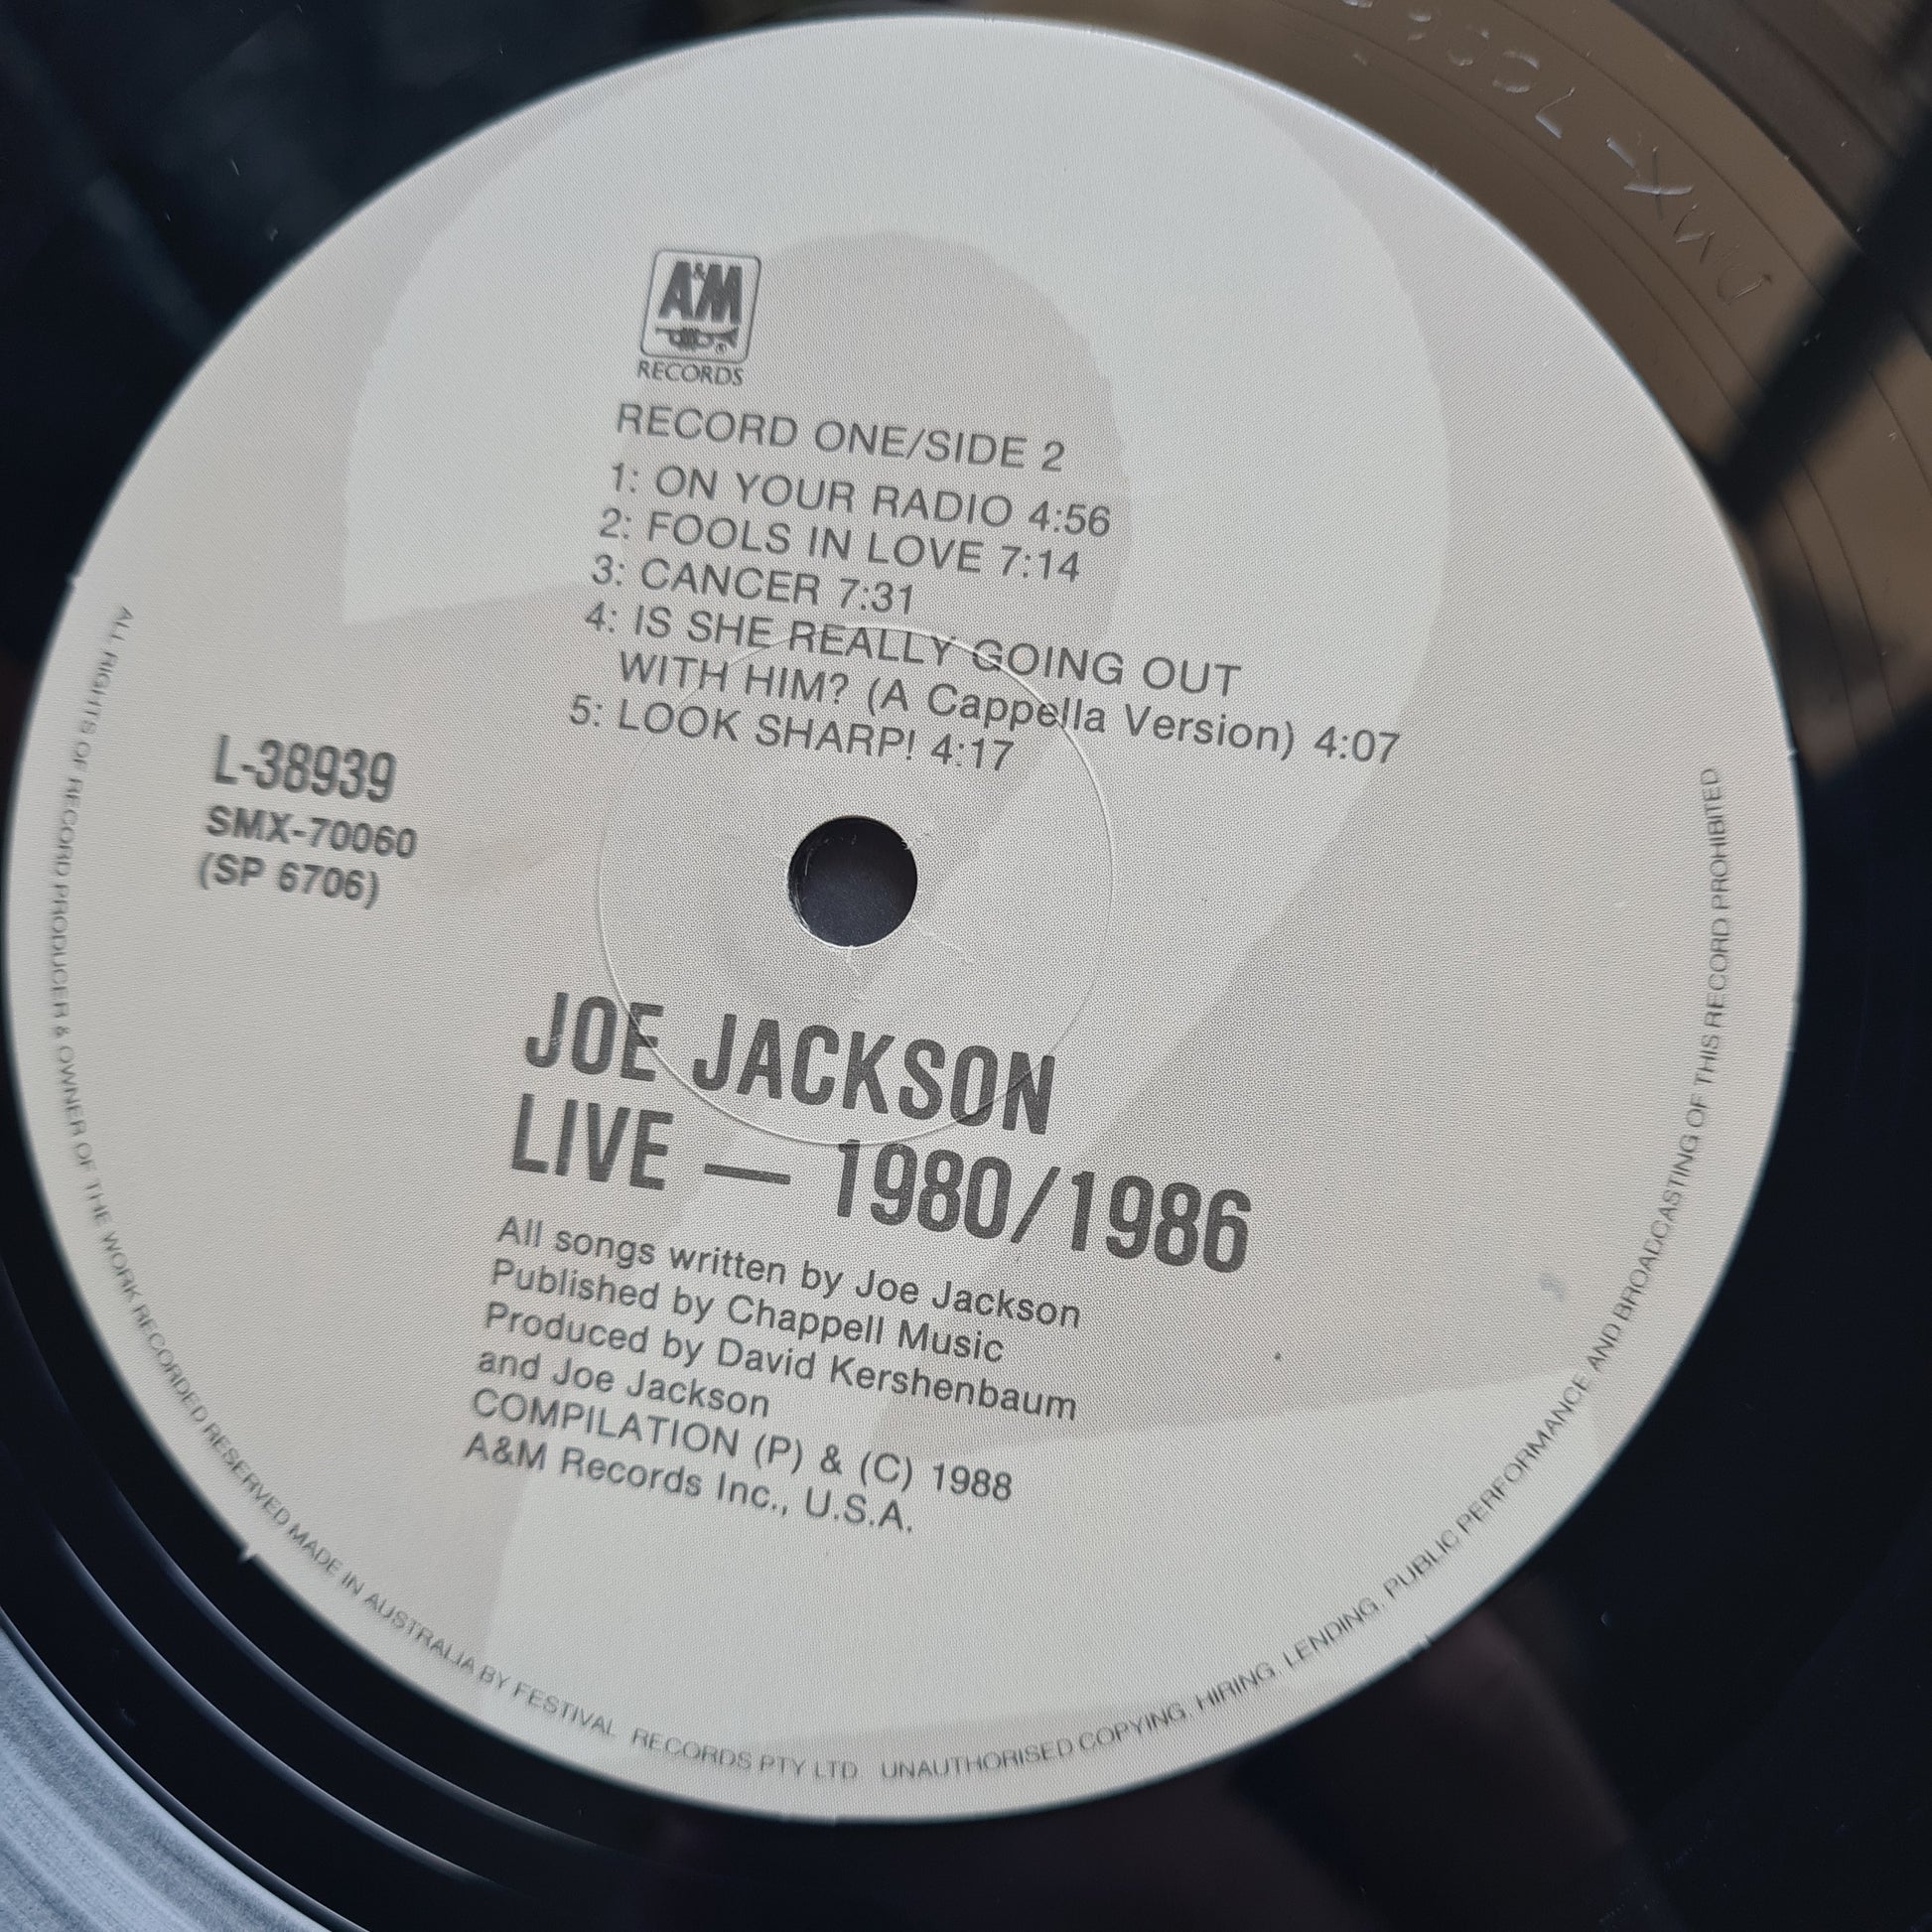 A&M
RECORDS
RECORD ONE/SIDE 2
1: ON YOUR RADIO 4:56
2: FOOLS IN LOVE 7:14
3: CANCER 7:31
4: IS SHE REALLY GOING OUT
WITH HIM? (A Cappella Version) 4:07
5: LOOK SHARP! 4:17
L-38939
SMX-70060
(SP 6706)
JOE JACKSON
LIVE — 1980/1986
All songs written by Joe Jackson
Published by Chappell Music
Produced by David Kershenbaum
and Joe Jackson
COMPILATION (P) & (C) 1988
A&M Records Inc., U.S.A.
ALL RIGHTS OF RECORD PRODUCER & OWNER OF THE WORK RECORDED RESERVED MADE IN AUSTRALIA BY FESTIVAL RECORDS PTY LTD UNAUTHORISED COPYING, HIRING, LENDING, PUBLIC PERFORMANCE AND BROADCASTING OF THIS RECORD PROHIBITED